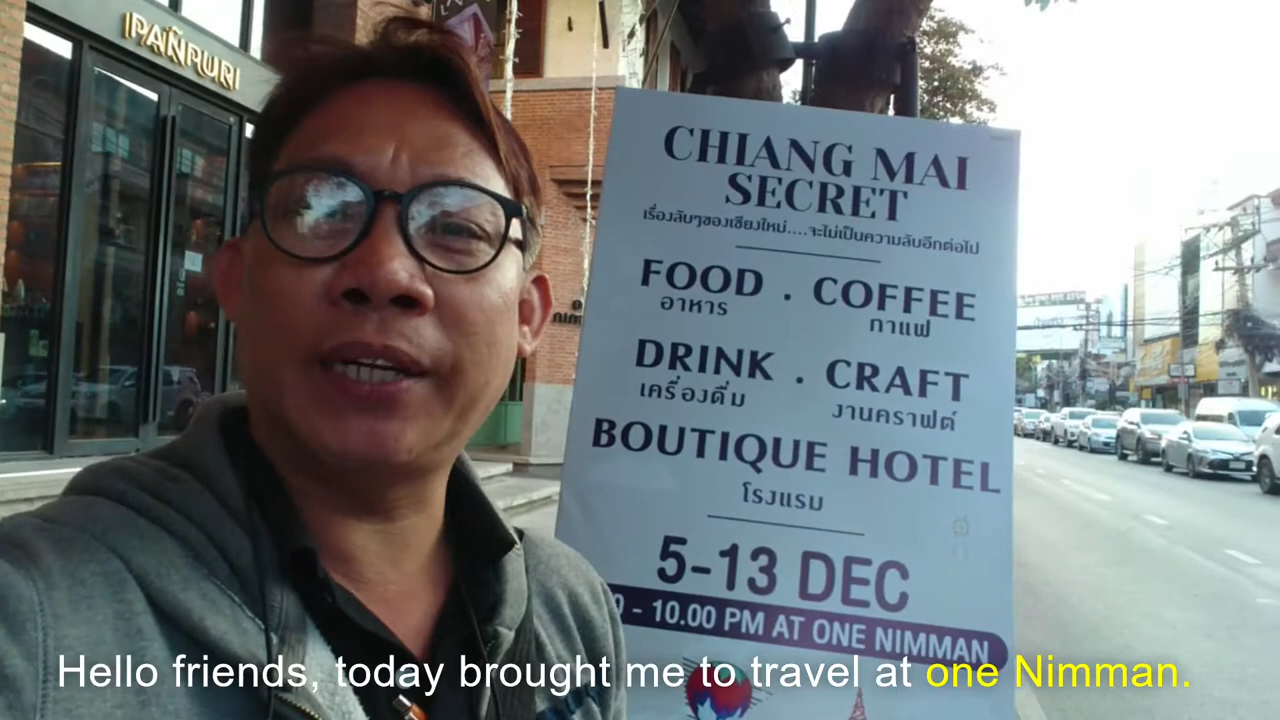 PAÑPURI
CHIANG MAI
SECRET
เรื่องลับๆของเชียงใหม่....จะไม่เป็นความลับอีกต่อไป
FOOD . COFFEE
อาหาร กาแฟ
DRINK . CRAFT
เครื่องดื่ม งานคราฟต์
BOUTIQUE HOTEL
โรงแรม
5-13 DEC
- 10.00 PM AT ONE NIMMAN
Hello friends, today brought me to travel at one Nimman.